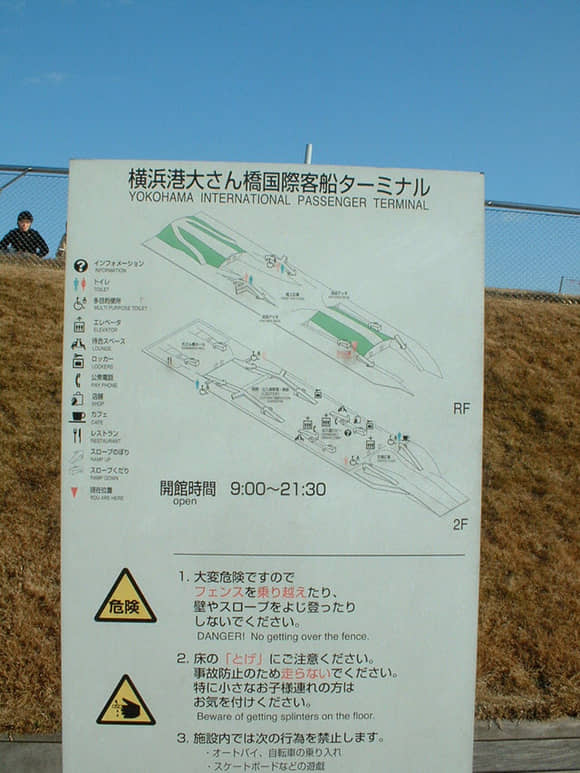 横浜港大さん橋国際客船ターミナル
YOKOHAMA INTERNATIONAL PASSENGER TERMINAL
インフォメーション
INFORMATION
トイレ
TOILET
多目的便所
MULTI PURPOSE TOILET
エレベータ
ELEVATOR
待合スペース
LOUNGE
ロッカー
LOCKERS
公衆電話
PAY PHONE
店舗
SHOP
カフェ
CAFE
レストラン
RESTAURANT
スロープのぼり
RAMP UP
スロープくだり
RAMP DOWN
現在位置
YOU ARE HERE
RF
2F
開館時間 9:00～21:30
open
危険
1. 大変危険ですので
フェンスを乗り越えたり、
壁やスロープをよじ登ったり
しないでください。
DANGER! No getting over the fence.
2. 床の「とげ」にご注意ください。
事故防止のため走らないでください。
特に小さなお子様連れの方は
お気を付けください。
Beware of getting splinters on the floor.
3. 施設内では次の行為を禁止します。
・オートバイ、自転車の乗り入れ
・スケートボードなどの遊戯